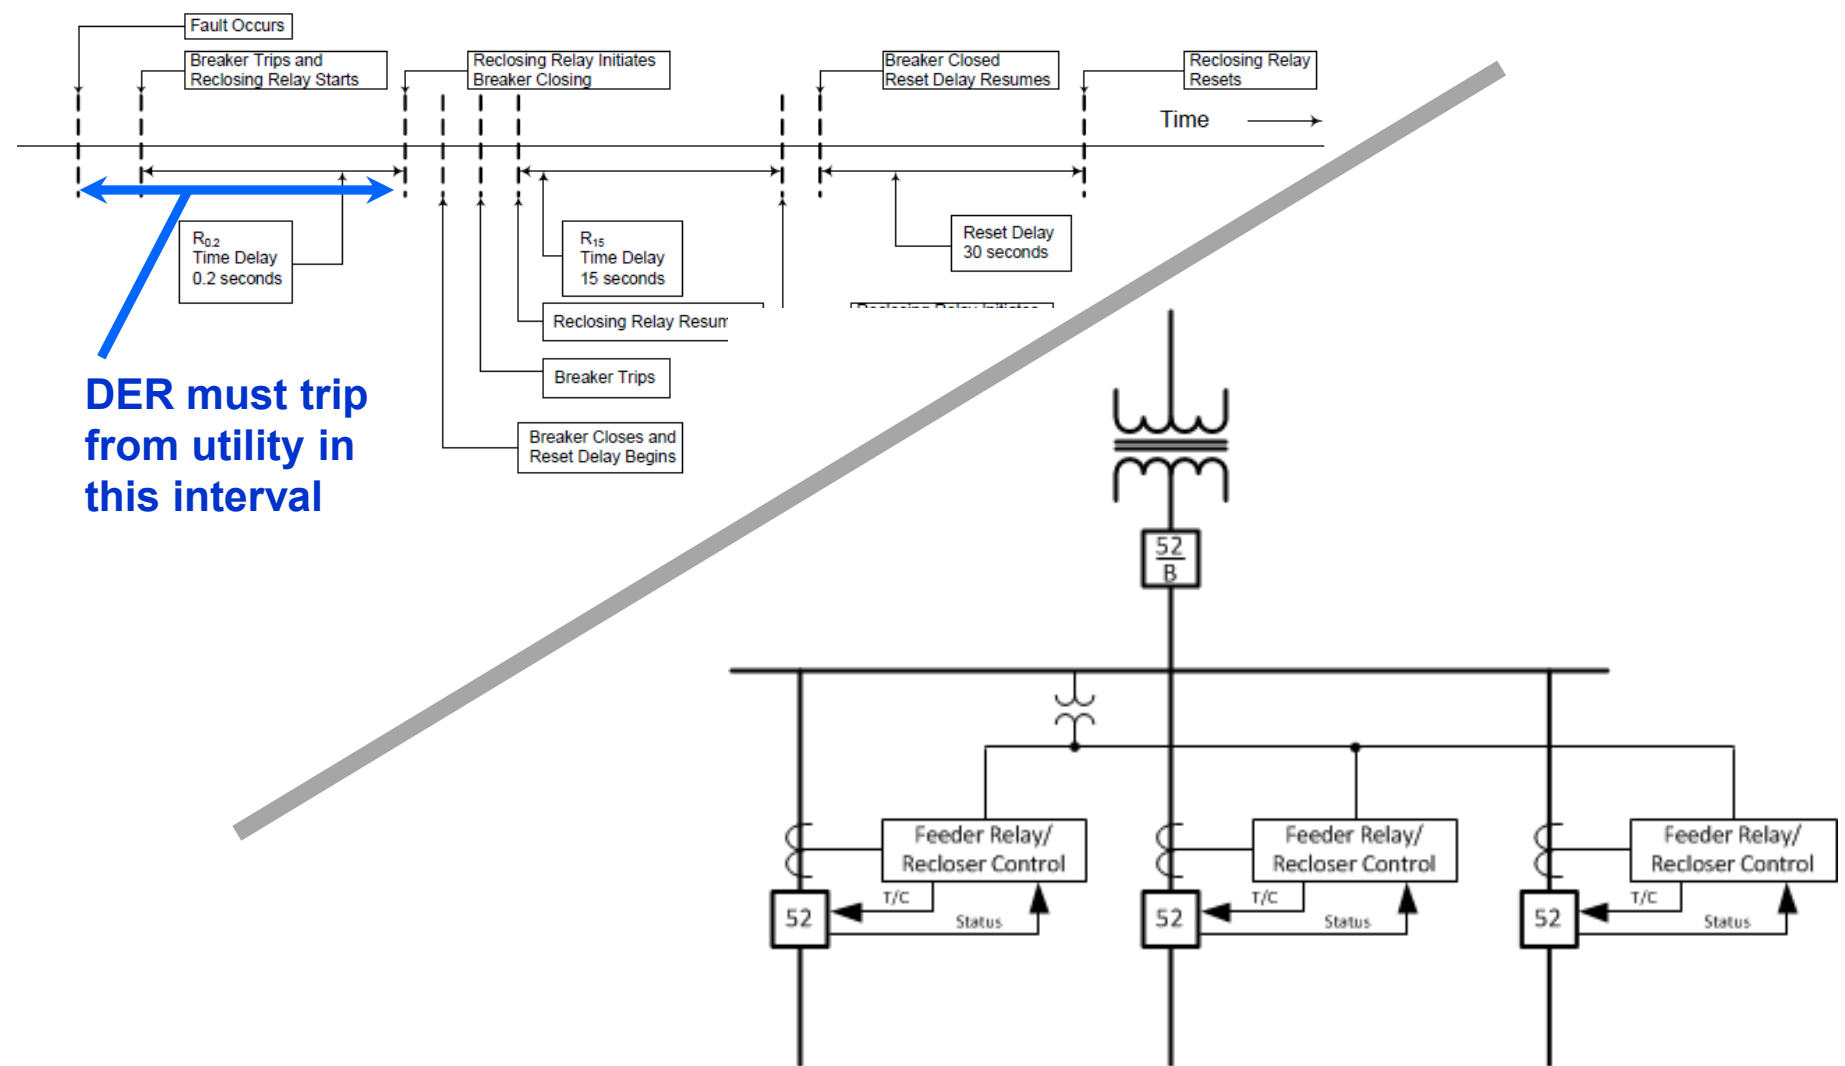 Fault Occurs
Breaker Trips and
Reclosing Relay Starts
Reclosing Relay Initiates
Breaker Closing
Breaker Closed
Reset Delay Resumes
Reclosing Relay
Resets
Time
R0.2
Time Delay
0.2 seconds
R15
Time Delay
15 seconds
Reset Delay
30 seconds
Reclosing Relay Resum
Breaker Trips
Breaker Closes and
Reset Delay Begins
DER must trip
from utility in
this interval
52
B
Feeder Relay/
Recloser Control
T/C
Status
52
Feeder Relay/
Recloser Control
T/C
Status
52
Feeder Relay/
Recloser Control
T/C
Status
52